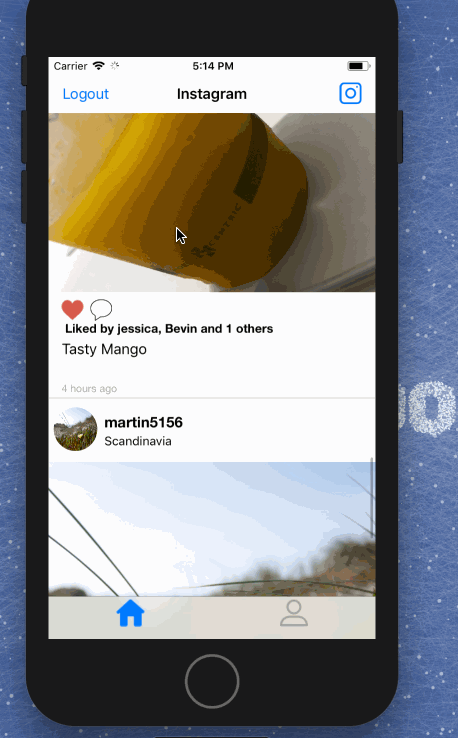 Carrier 5:14 PM
Logout Instagram
Liked by jessica, Bevin and 1 others
Tasty Mango
4 hours ago
martin5156
Scandinavia